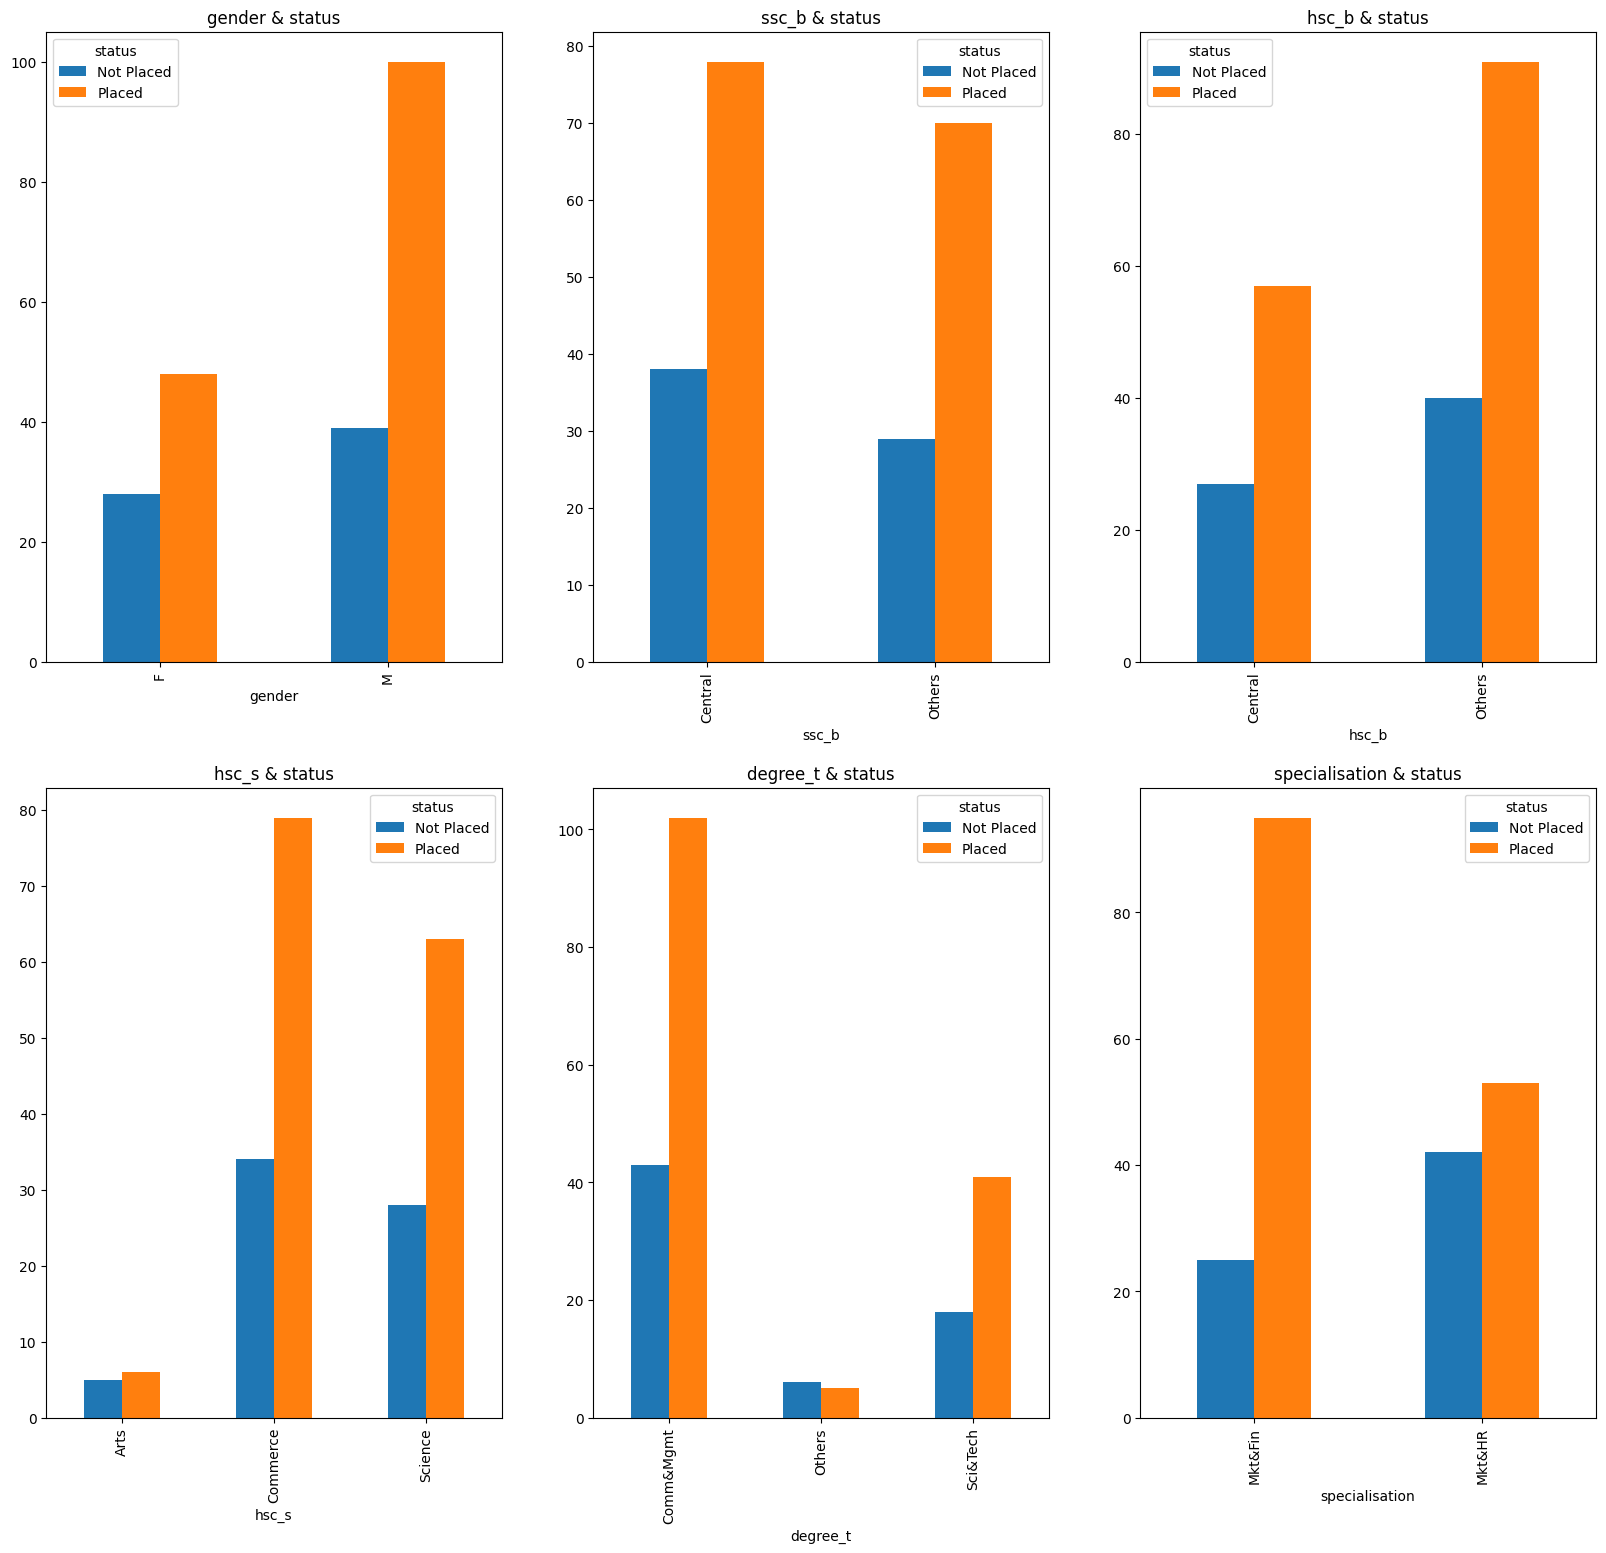 gender & status
status
Not Placed
Placed
100
80
60
40
20
0
F
M
gender
ssc_b & status
status
Not Placed
Placed
80
70
60
50
40
30
20
10
0
Central
Others
ssc_b
hsc_b & status
status
Not Placed
Placed
80
60
40
20
0
Central
Others
hsc_b
hsc_s & status
status
Not Placed
Placed
80
70
60
50
40
30
20
10
0
Arts
Commerce
Science
hsc_s
degree_t & status
status
Not Placed
Placed
100
80
60
40
20
0
Comm&Mgmt
Others
Sci&Tech
degree_t
specialisation & status
status
Not Placed
Placed
80
60
40
20
0
Mkt&Fin
Mkt&HR
specialisation